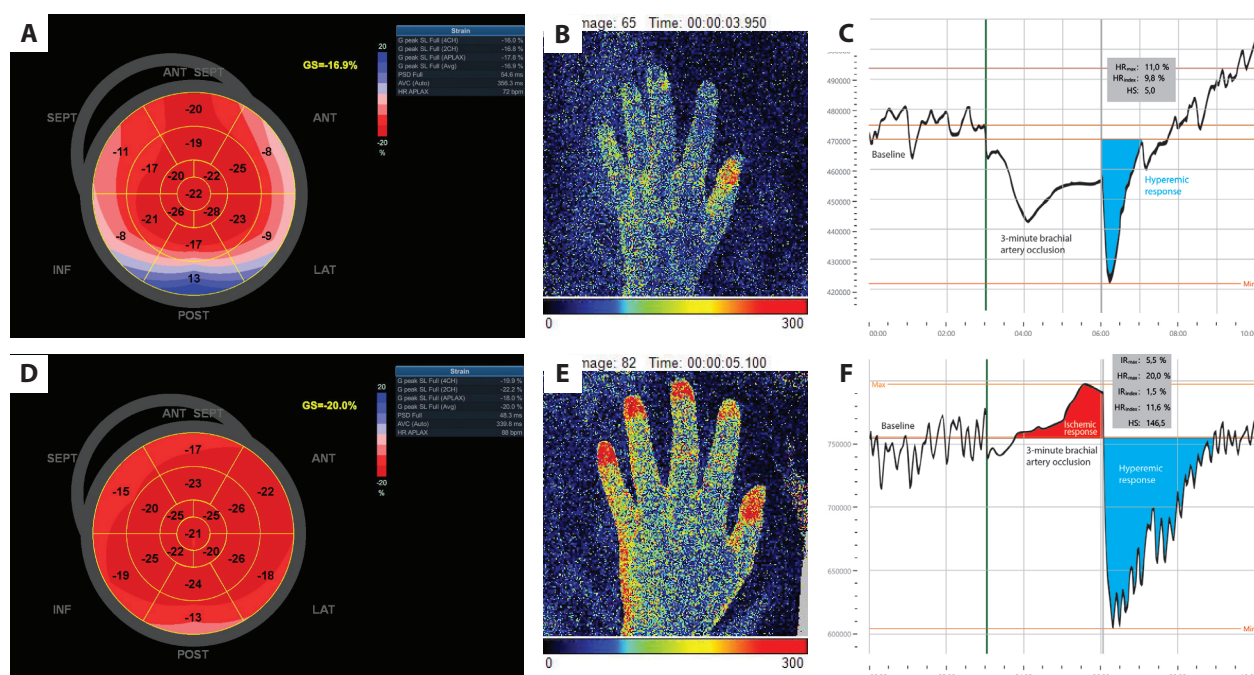 A
Strain
G peak SL Full (4CH) -16.0 %
G peak SL Full (2CH) -16.8 %
G peak SL Full (APLAX) -17.8 %
G peak SL Full (Avg) -16.9 %
PSD Full 54.6 ms
AVC (Auto) 356.3 ms
HR APLAX 72 bpm
GS=-16.9%
20
-20
%
ANT SEPT
SEPT
ANT
INF
LAT
POST
-20
-11
-19
-8
-17
-25
-20
-22
-22
-26
-28
-21
-23
-8
-17
-9
13
B
mage: 65 Time: 00:00:03.950
0
300
C
490000
480000
470000
460000
450000
440000
430000
420000
HRmax: 11,0 %
HRindex: 9,8 %
HS: 5,0
Baseline
Hyperemic
response
3-minute brachial
artery occlusion
Min
00:00
02:00
04:00
06:00
08:00
10:00
D
Strain
G peak SL Full (4CH) -19.9 %
G peak SL Full (2CH) -22.2 %
G peak SL Full (APLAX) -18.0 %
G peak SL Full (Avg) -20.0 %
PSD Full 48.3 ms
AVC (Auto) 339.8 ms
HR APLAX 86 bpm
GS=-20.0%
20
-20
%
ANT SEPT
SEPT
ANT
INF
LAT
POST
-17
-15
-23
-22
-20
-26
-25
-25
-21
-22
-20
-25
-26
-19
-24
-18
-13
E
mage: 82 Time: 00:00:05.100
0
300
F
Max
750000
700000
650000
600000
IRmax: 5,5 %
HRmax: 20,0 %
IRindex: 1,5 %
HRindex: 11,6 %
HS: 146,5
Baseline
Ischemic
response
3-minute brachial
artery occlusion
Hyperemic
response
Min